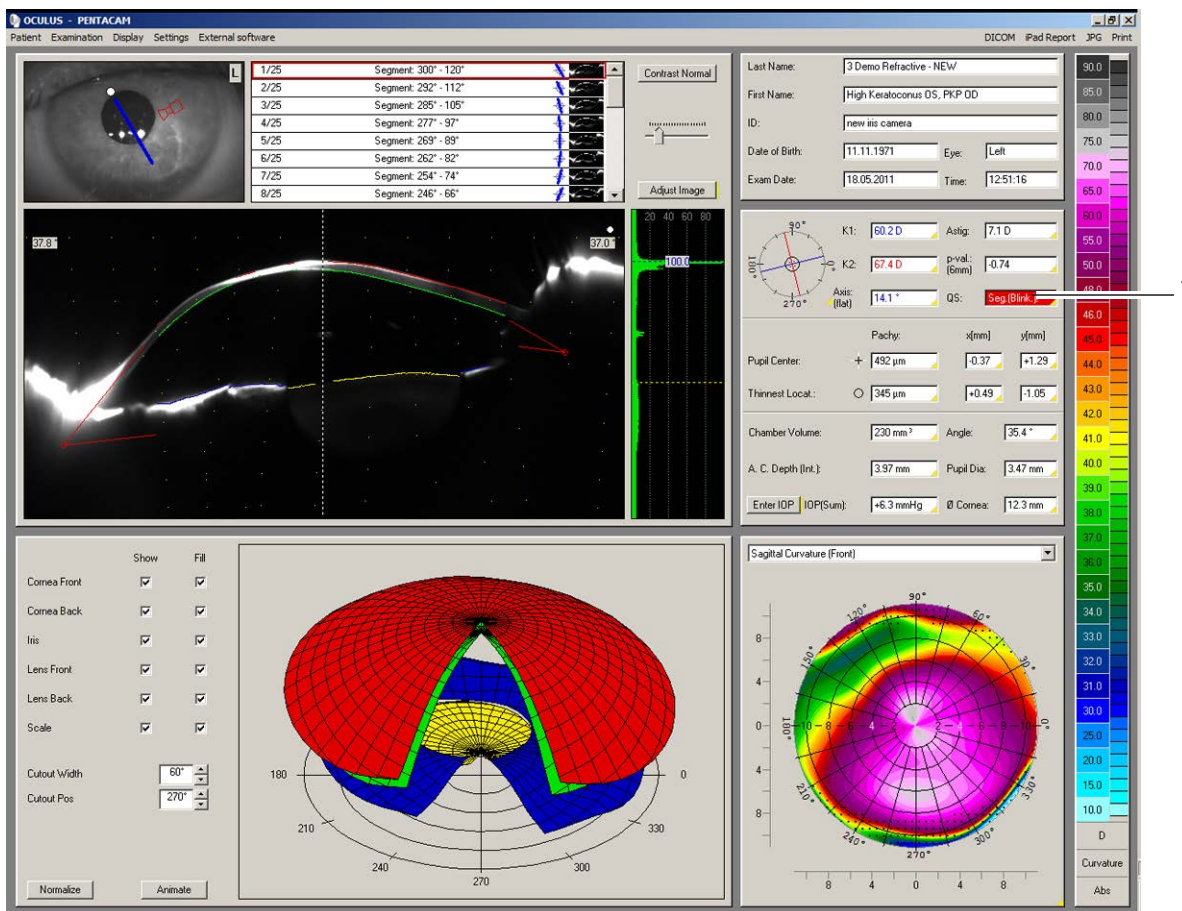 OCULUS - PENTACAM
Patient Examination Display Settings External software DICOM iPad Report JPG Print
L
1/25 Segment: 300° - 120°
2/25 Segment: 292° - 112°
3/25 Segment: 285° - 105°
4/25 Segment: 277° - 97°
5/25 Segment: 269° - 89°
6/25 Segment: 262° - 82°
7/25 Segment: 254° - 74°
8/25 Segment: 246° - 66°
Contrast Normal
Adjust Image
37.8 °
37.0 °
20 40 60 80
100.0
Last Name: 3 Demo Refractive - NEW
First Name: High Keratoconus OS, PKP OD
ID: new iris camera
Date of Birth: 11.11.1971 Eye: Left
Exam Date: 18.05.2011 Time: 12:51:16
90°
180°
0°
270°
K1: 60.2 D Astig: 7.1 D
K2: 67.4 D p-val.: (6mm) -0.74
Axis: (flat) 14.1 ° QS: Seg.(Blink.)
Pachy: x[mm] y[mm]
Pupil Center: + 492 µm -0.37 +1.29
Thinnest Locat.: O 345 µm +0.49 -1.05
Chamber Volume: 230 mm³ Angle: 35.4 °
A. C. Depth (Int.): 3.97 mm Pupil Dia: 3.47 mm
Enter IOP IOP(Sum): +6.3 mmHg Ø Cornea: 12.3 mm
Show Fill
Cornea Front
Cornea Back
Iris
Lens Front
Lens Back
Scale
Cutout Width 60°
Cutout Pos 270°
Normalize Animate
180
0
210
330
240
300
270
Sagittal Curvature (Front)
90°
120°
60°
150°
30°
180°
0°
210°
330°
240°
300°
270°
8
4
0
4
8
10 8 6 4 2 2 4 6 8 10
8 4 0 4 8
90.0
85.0
80.0
75.0
70.0
65.0
60.0
55.0
50.0
48.0
46.0
45.0
44.0
43.0
42.0
41.0
40.0
39.0
38.0
37.0
36.0
35.0
34.0
33.0
32.0
31.0
30.0
25.0
20.0
15.0
10.0
D
Curvature
Abs